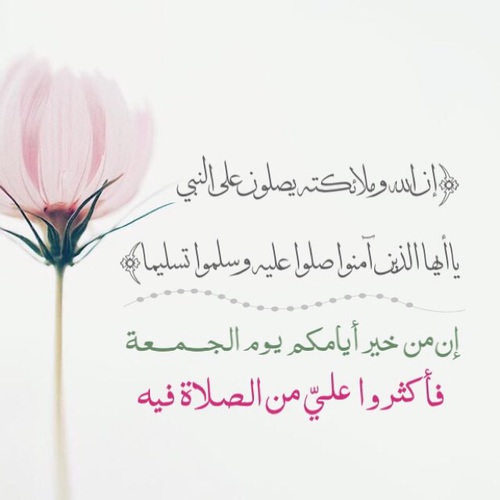 ﴿إن الله وملائكته يصلون على النبي
يا أيها الذين آمنوا صلوا عليه وسلموا تسليما﴾
إن من خير أيامكم يوم الجـمـعة
فأكثروا عليّ من الصلاة فيه